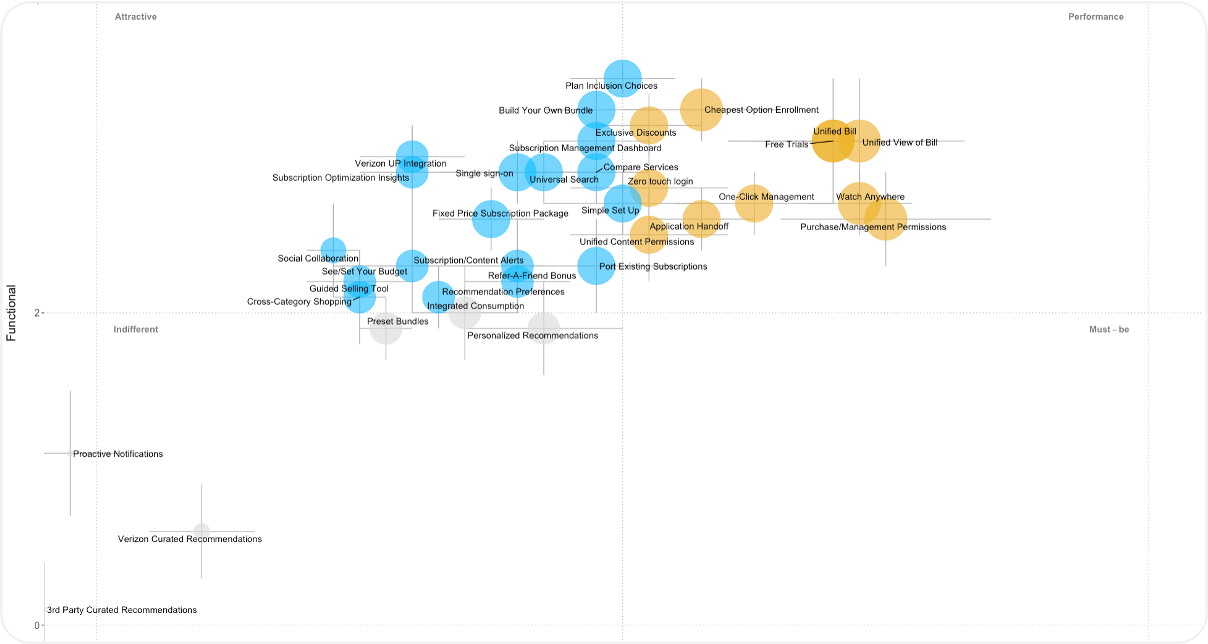 Attractive
Performance
Plan Inclusion Choices
Build Your Own Bundle
Cheapest Option Enrollment
Exclusive Discounts
Unified Bill
Free Trials
Unified View of Bill
Subscription Management Dashboard
Verizon UP Integration
Compare Services
Single sign-on
Subscription Optimization Insights
Universal Search
Zero touch login
One-Click Management
Watch Anywhere
Simple Set Up
Fixed Price Subscription Package
Application Handoff
Purchase/Management Permissions
Unified Content Permissions
Social Collaboration
Subscription/Content Alerts
Port Existing Subscriptions
See/Set Your Budget
Refer-A-Friend Bonus
Guided Selling Tool
Recommendation Preferences
Cross-Category Shopping
Integrated Consumption
Functional
2
Preset Bundles
Indifferent
Must-be
Personalized Recommendations
Proactive Notifications
Verizon Curated Recommendations
3rd Party Curated Recommendations
0